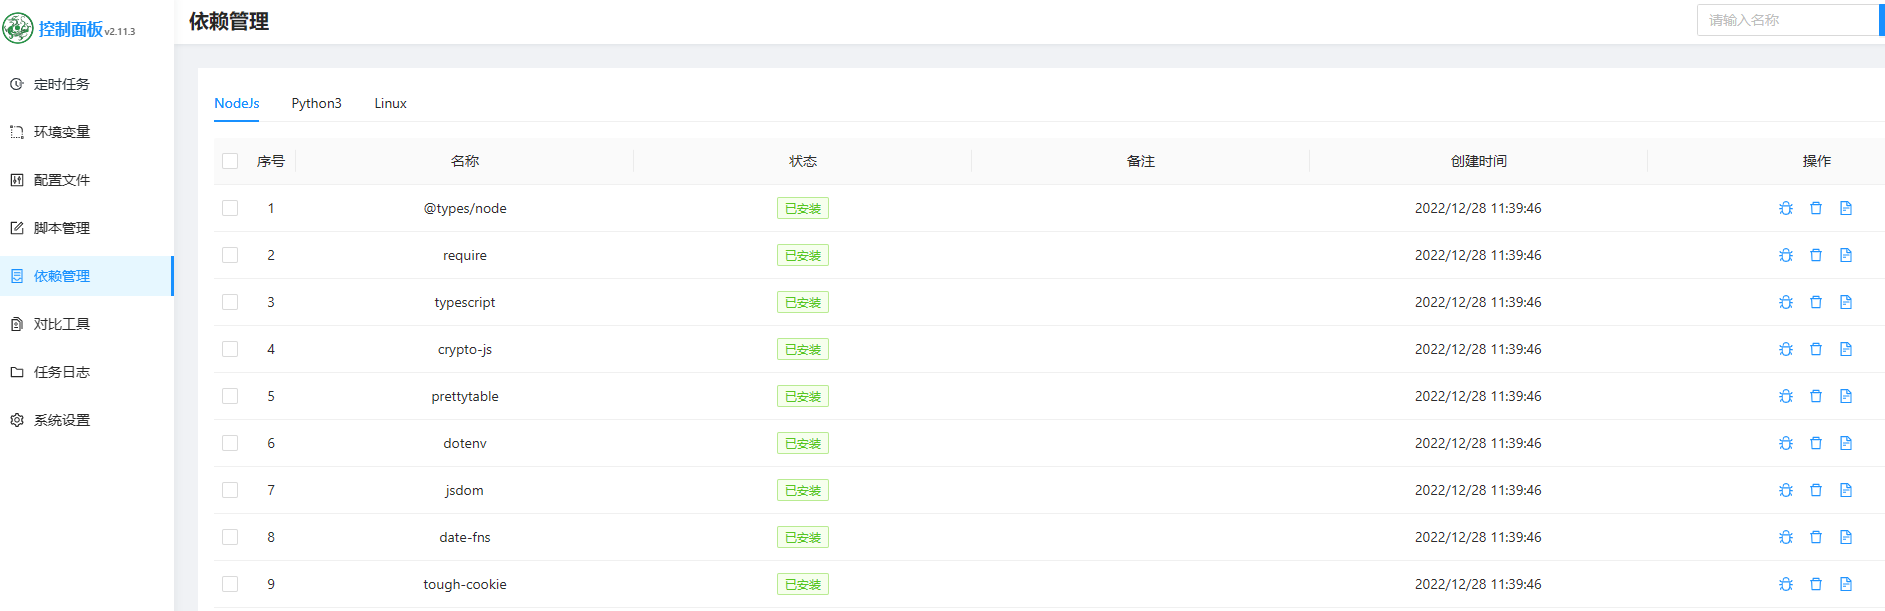 控制面板 v2.11.3
依赖管理
请输入名称
定时任务
环境变量
配置文件
脚本管理
依赖管理
对比工具
任务日志
系统设置
NodeJs Python3 Linux
序号 名称 状态 备注 创建时间 操作
1 @types/node 已安装 2022/12/28 11:39:46
2 require 已安装 2022/12/28 11:39:46
3 typescript 已安装 2022/12/28 11:39:46
4 crypto-js 已安装 2022/12/28 11:39:46
5 prettytable 已安装 2022/12/28 11:39:46
6 dotenv 已安装 2022/12/28 11:39:46
7 jsdom 已安装 2022/12/28 11:39:46
8 date-fns 已安装 2022/12/28 11:39:46
9 tough-cookie 已安装 2022/12/28 11:39:46